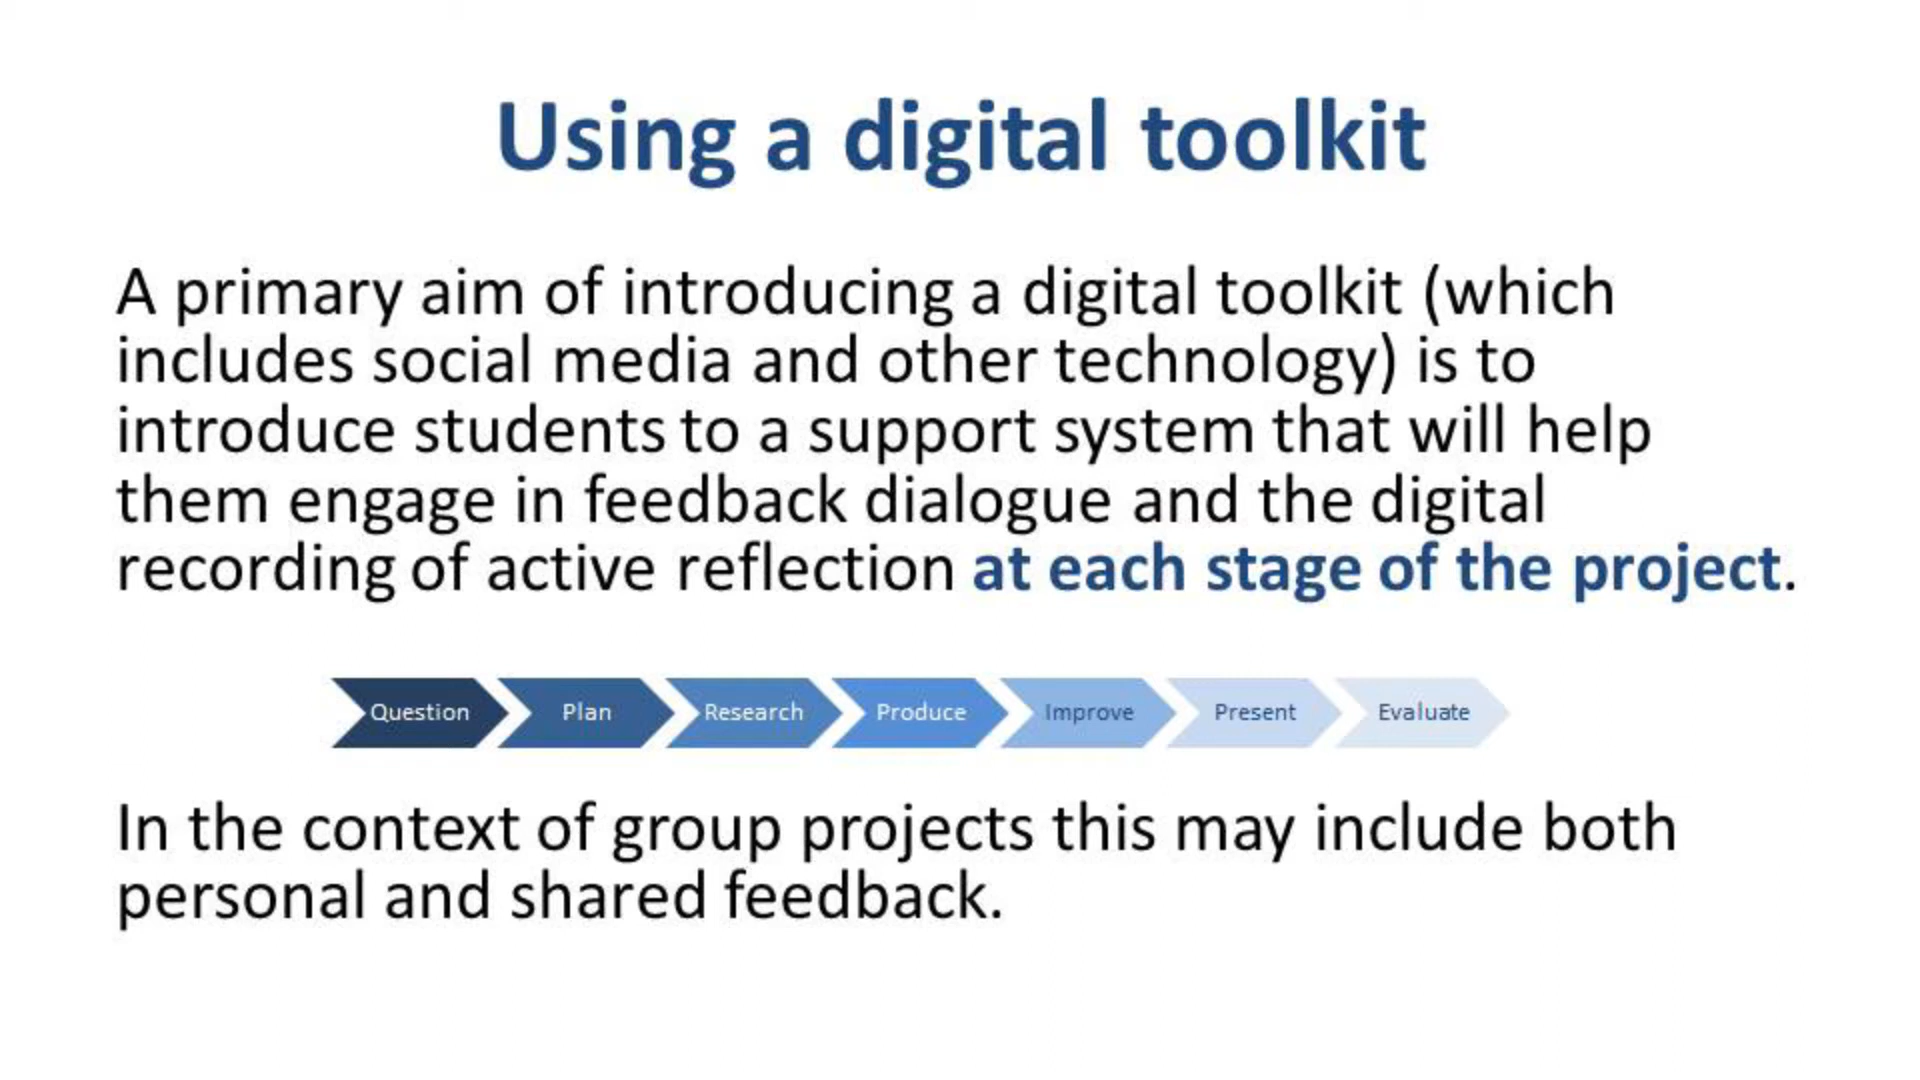 Using a digital toolkit
A primary aim of introducing a digital toolkit (which
includes social media and other technology) is to
introduce students to a support system that will help
them engage in feedback dialogue and the digital
recording of active reflection at each stage of the project.
Question Plan Research Produce Improve Present Evaluate
In the context of group projects this may include both
personal and shared feedback.